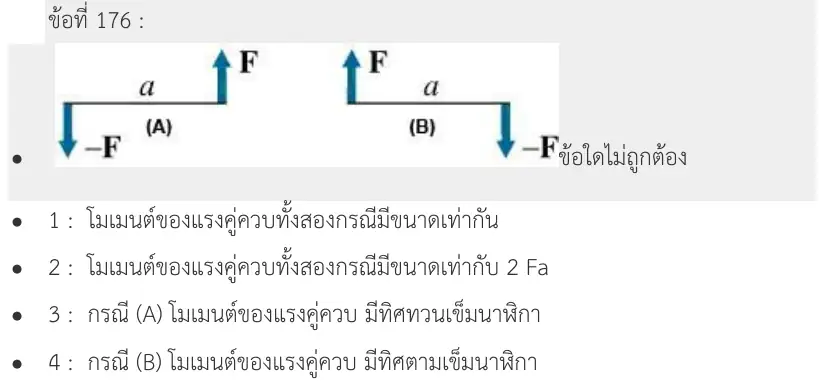 ข้อที่ 176 :
F F
a a
(A) (B)
–F –F ข้อใดไม่ถูกต้อง
1 : โมเมนต์ของแรงคู่ควบทั้งสองกรณีมีขนาดเท่ากัน
2 : โมเมนต์ของแรงคู่ควบทั้งสองกรณีมีขนาดเท่ากับ 2 Fa
3 : กรณี (A) โมเมนต์ของแรงคู่ควบ มีทิศทวนเข็มนาฬิกา
4 : กรณี (B) โมเมนต์ของแรงคู่ควบ มีทิศตามเข็มนาฬิกา